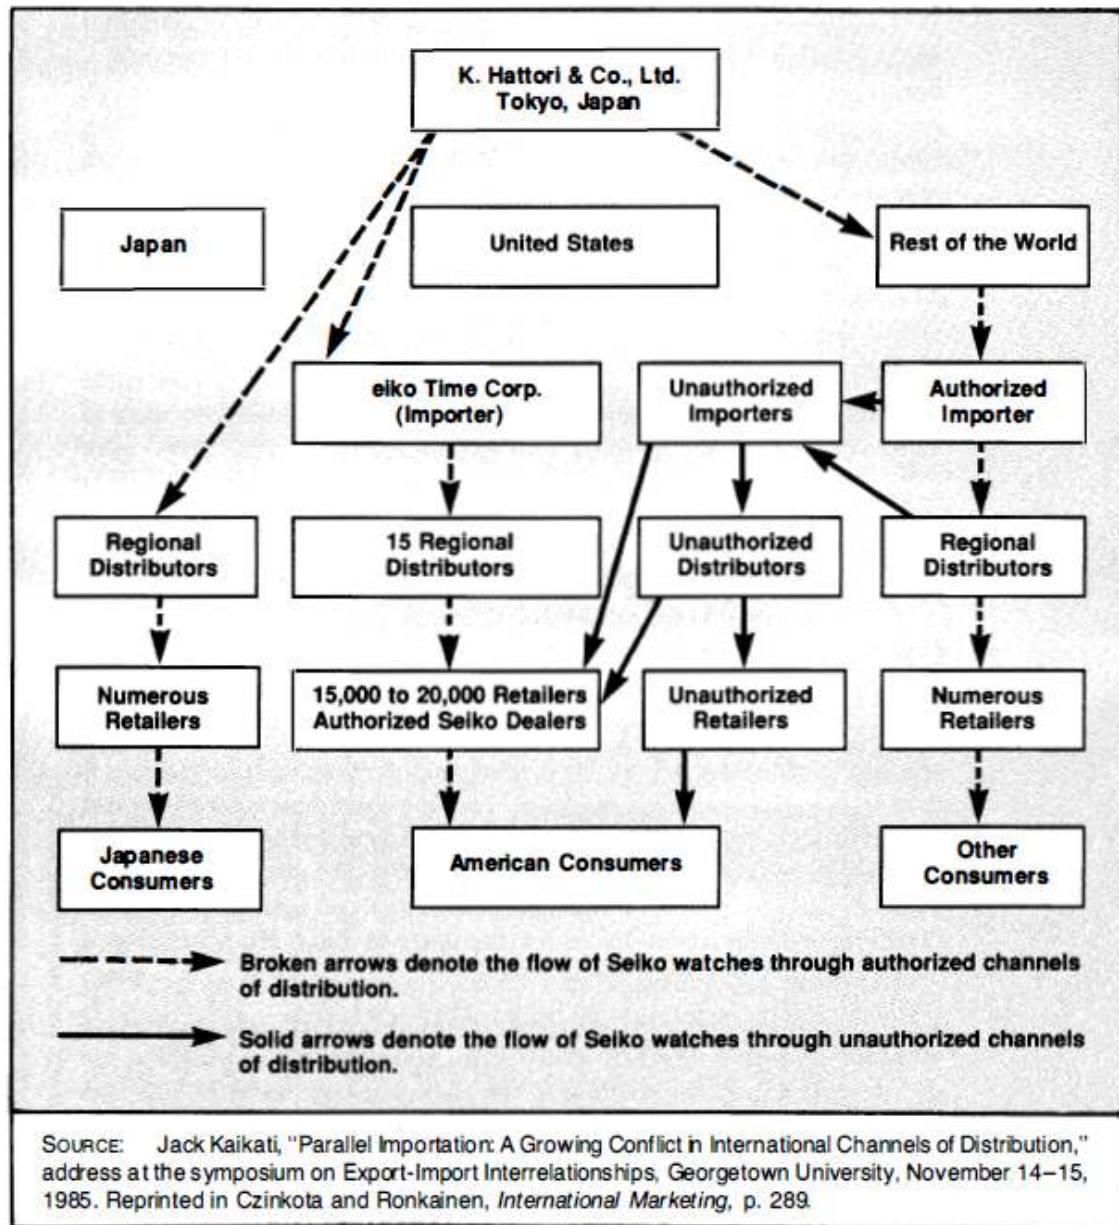 K. Hattori & Co., Ltd.
Tokyo, Japan
Japan
United States
Rest of the World
eiko Time Corp.
(Importer)
Unauthorized
Importers
Authorized
Importer
Regional
Distributors
15 Regional
Distributors
Unauthorized
Distributors
Regional
Distributors
Numerous
Retailers
15,000 to 20,000 Retailers
Authorized Seiko Dealers
Unauthorized
Retailers
Numerous
Retailers
Japanese
Consumers
American Consumers
Other
Consumers
Broken arrows denote the flow of Seiko watches through authorized channels
of distribution.
Solid arrows denote the flow of Seiko watches through unauthorized channels
of distribution.
SOURCE: Jack Kaikati, "Parallel Importation: A Growing Conflict in International Channels of Distribution,"
address at the symposium on Export-Import Interrelationships, Georgetown University, November 14–15,
1985. Reprinted in Czinkota and Ronkainen, International Marketing, p. 289.